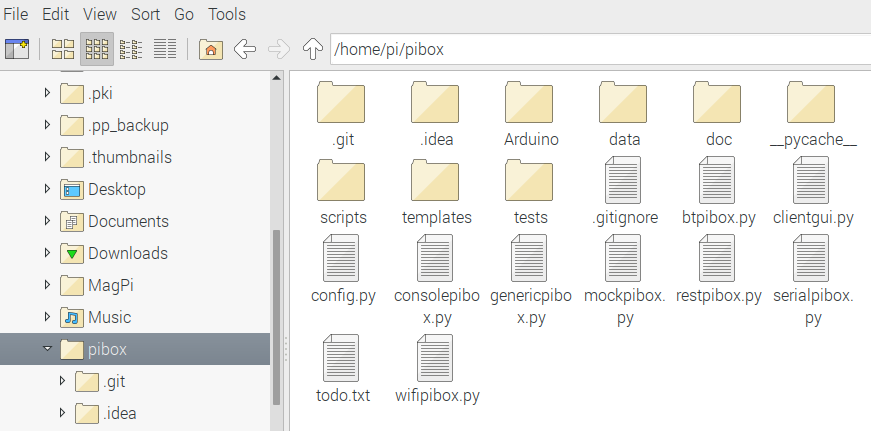 File Edit View Sort Go Tools
/home/pi/pibox
.pki
.pp_backup
.thumbnails
Desktop
Documents
Downloads
MagPi
Music
pibox
.git
.idea
.git .idea Arduino data doc __pycache__
scripts templates tests .gitignore btpibox.py clientgui.py
config.py consolepibo genericpibo mockpibox. restpibox.py serialpibox.
x.py x.py py py
todo.txt wifipibox.py